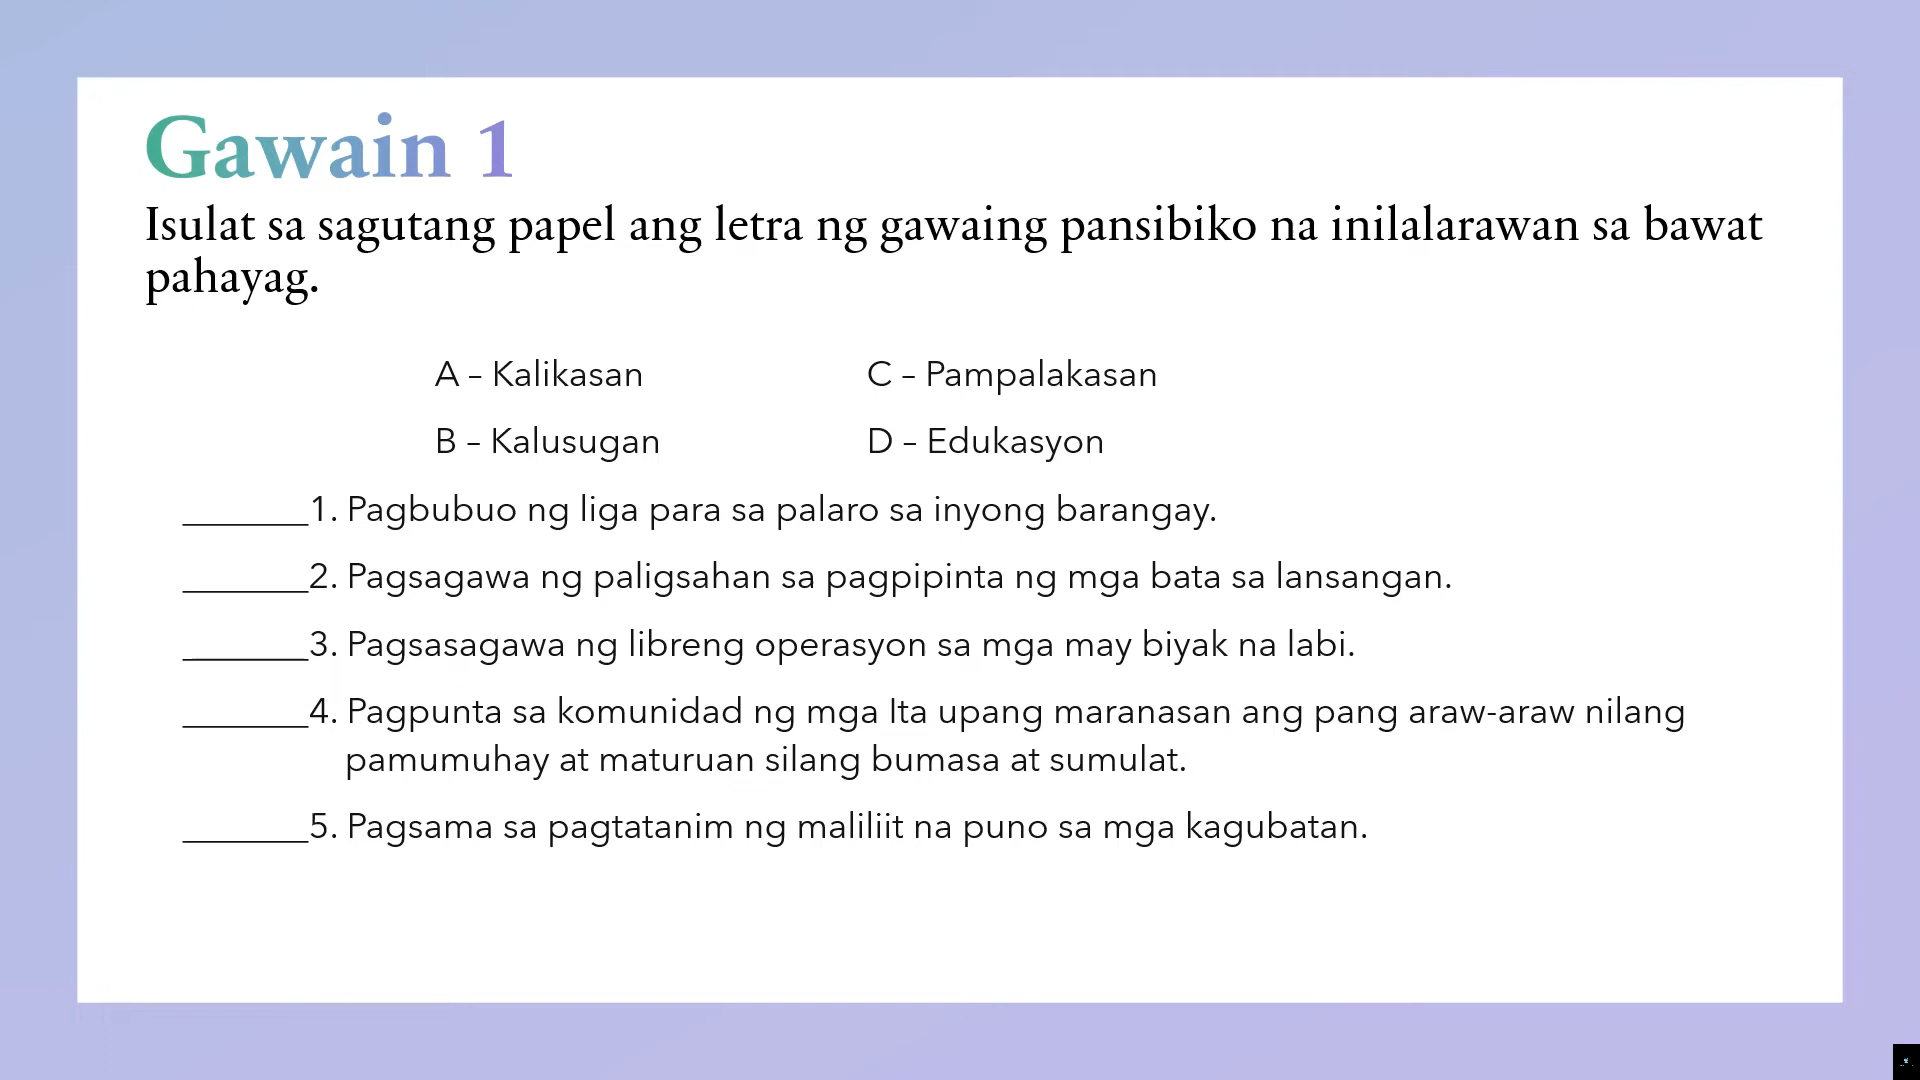 Gawain 1
Isulat sa sagutang papel ang letra ng gawaing pansibiko na inilalarawan sa bawat
pahayag.
A – Kalikasan C – Pampalakasan
B – Kalusugan D – Edukasyon
_______1. Pagbubuo ng liga para sa palaro sa inyong barangay.
_______2. Pagsagawa ng paligsahan sa pagpipinta ng mga bata sa lansangan.
_______3. Pagsasagawa ng libreng operasyon sa mga may biyak na labi.
_______4. Pagpunta sa komunidad ng mga Ita upang maranasan ang pang araw-araw nilang
pamumuhay at maturuan silang bumasa at sumulat.
_______5. Pagsama sa pagtatanim ng maliliit na puno sa mga kagubatan.